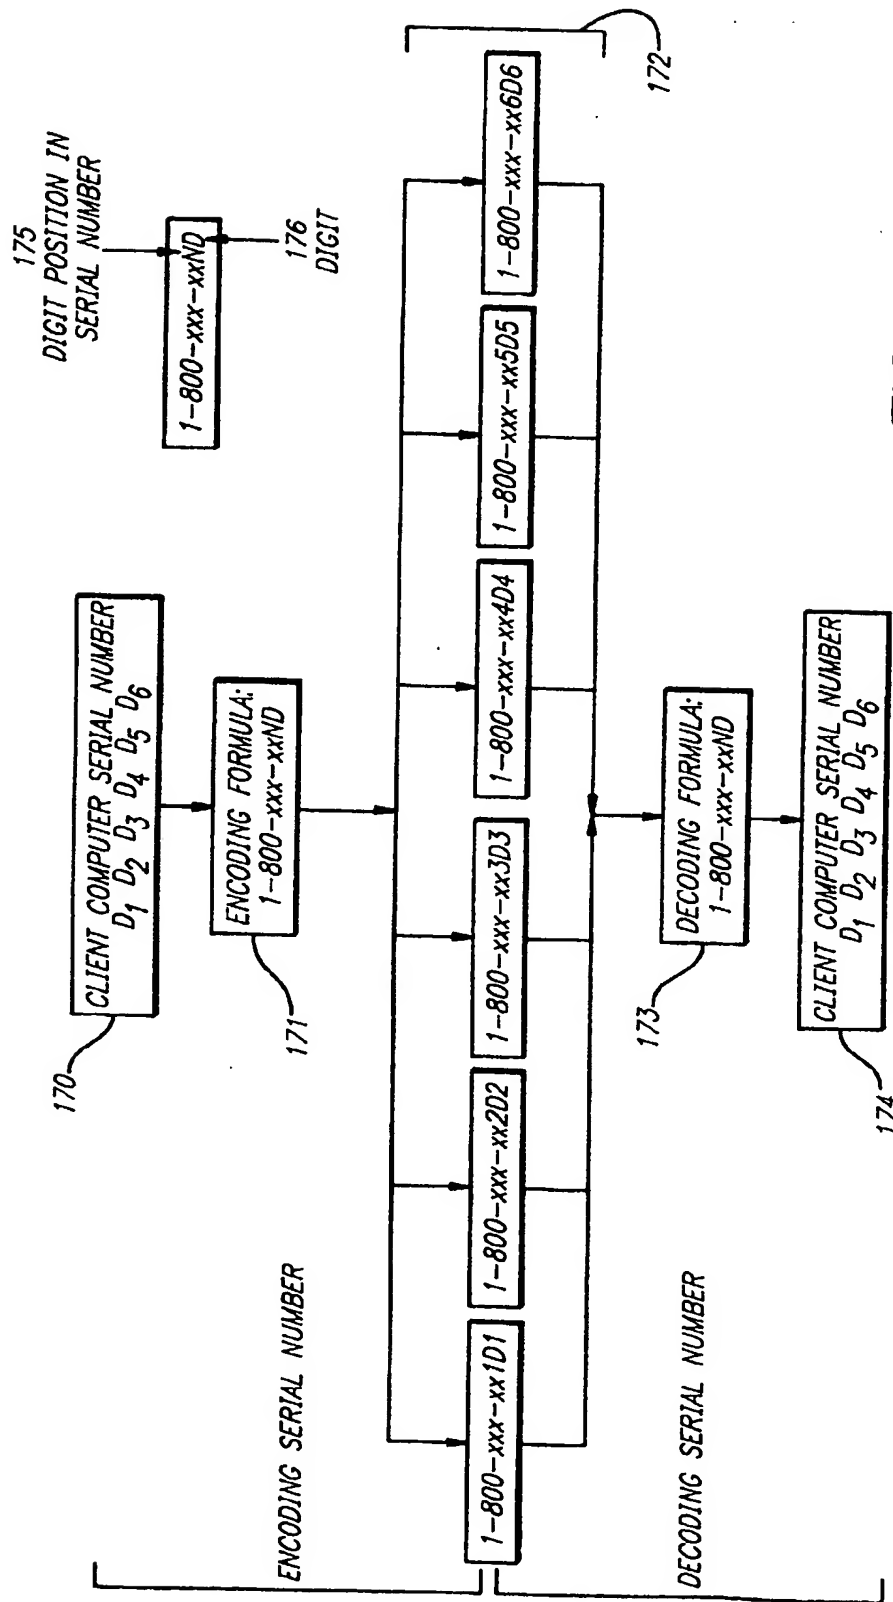 175
DIGIT POSITION IN
SERIAL NUMBER
1-800-xxx-xxND
176
DIGIT
170
CLIENT COMPUTER SERIAL NUMBER
D1 D2 D3 D4 D5 D6
171
ENCODING FORMULA:
1-800-xxx-xxND
ENCODING SERIAL NUMBER
1-800-xxx-xx1D1
1-800-xxx-xx2D2
1-800-xxx-xx3D3
1-800-xxx-xx4D4
1-800-xxx-xx5D5
1-800-xxx-xx6D6
172
DECODING SERIAL NUMBER
173
DECODING FORMULA:
1-800-xxx-xxND
174
CLIENT COMPUTER SERIAL NUMBER
D1 D2 D3 D4 D5 D6